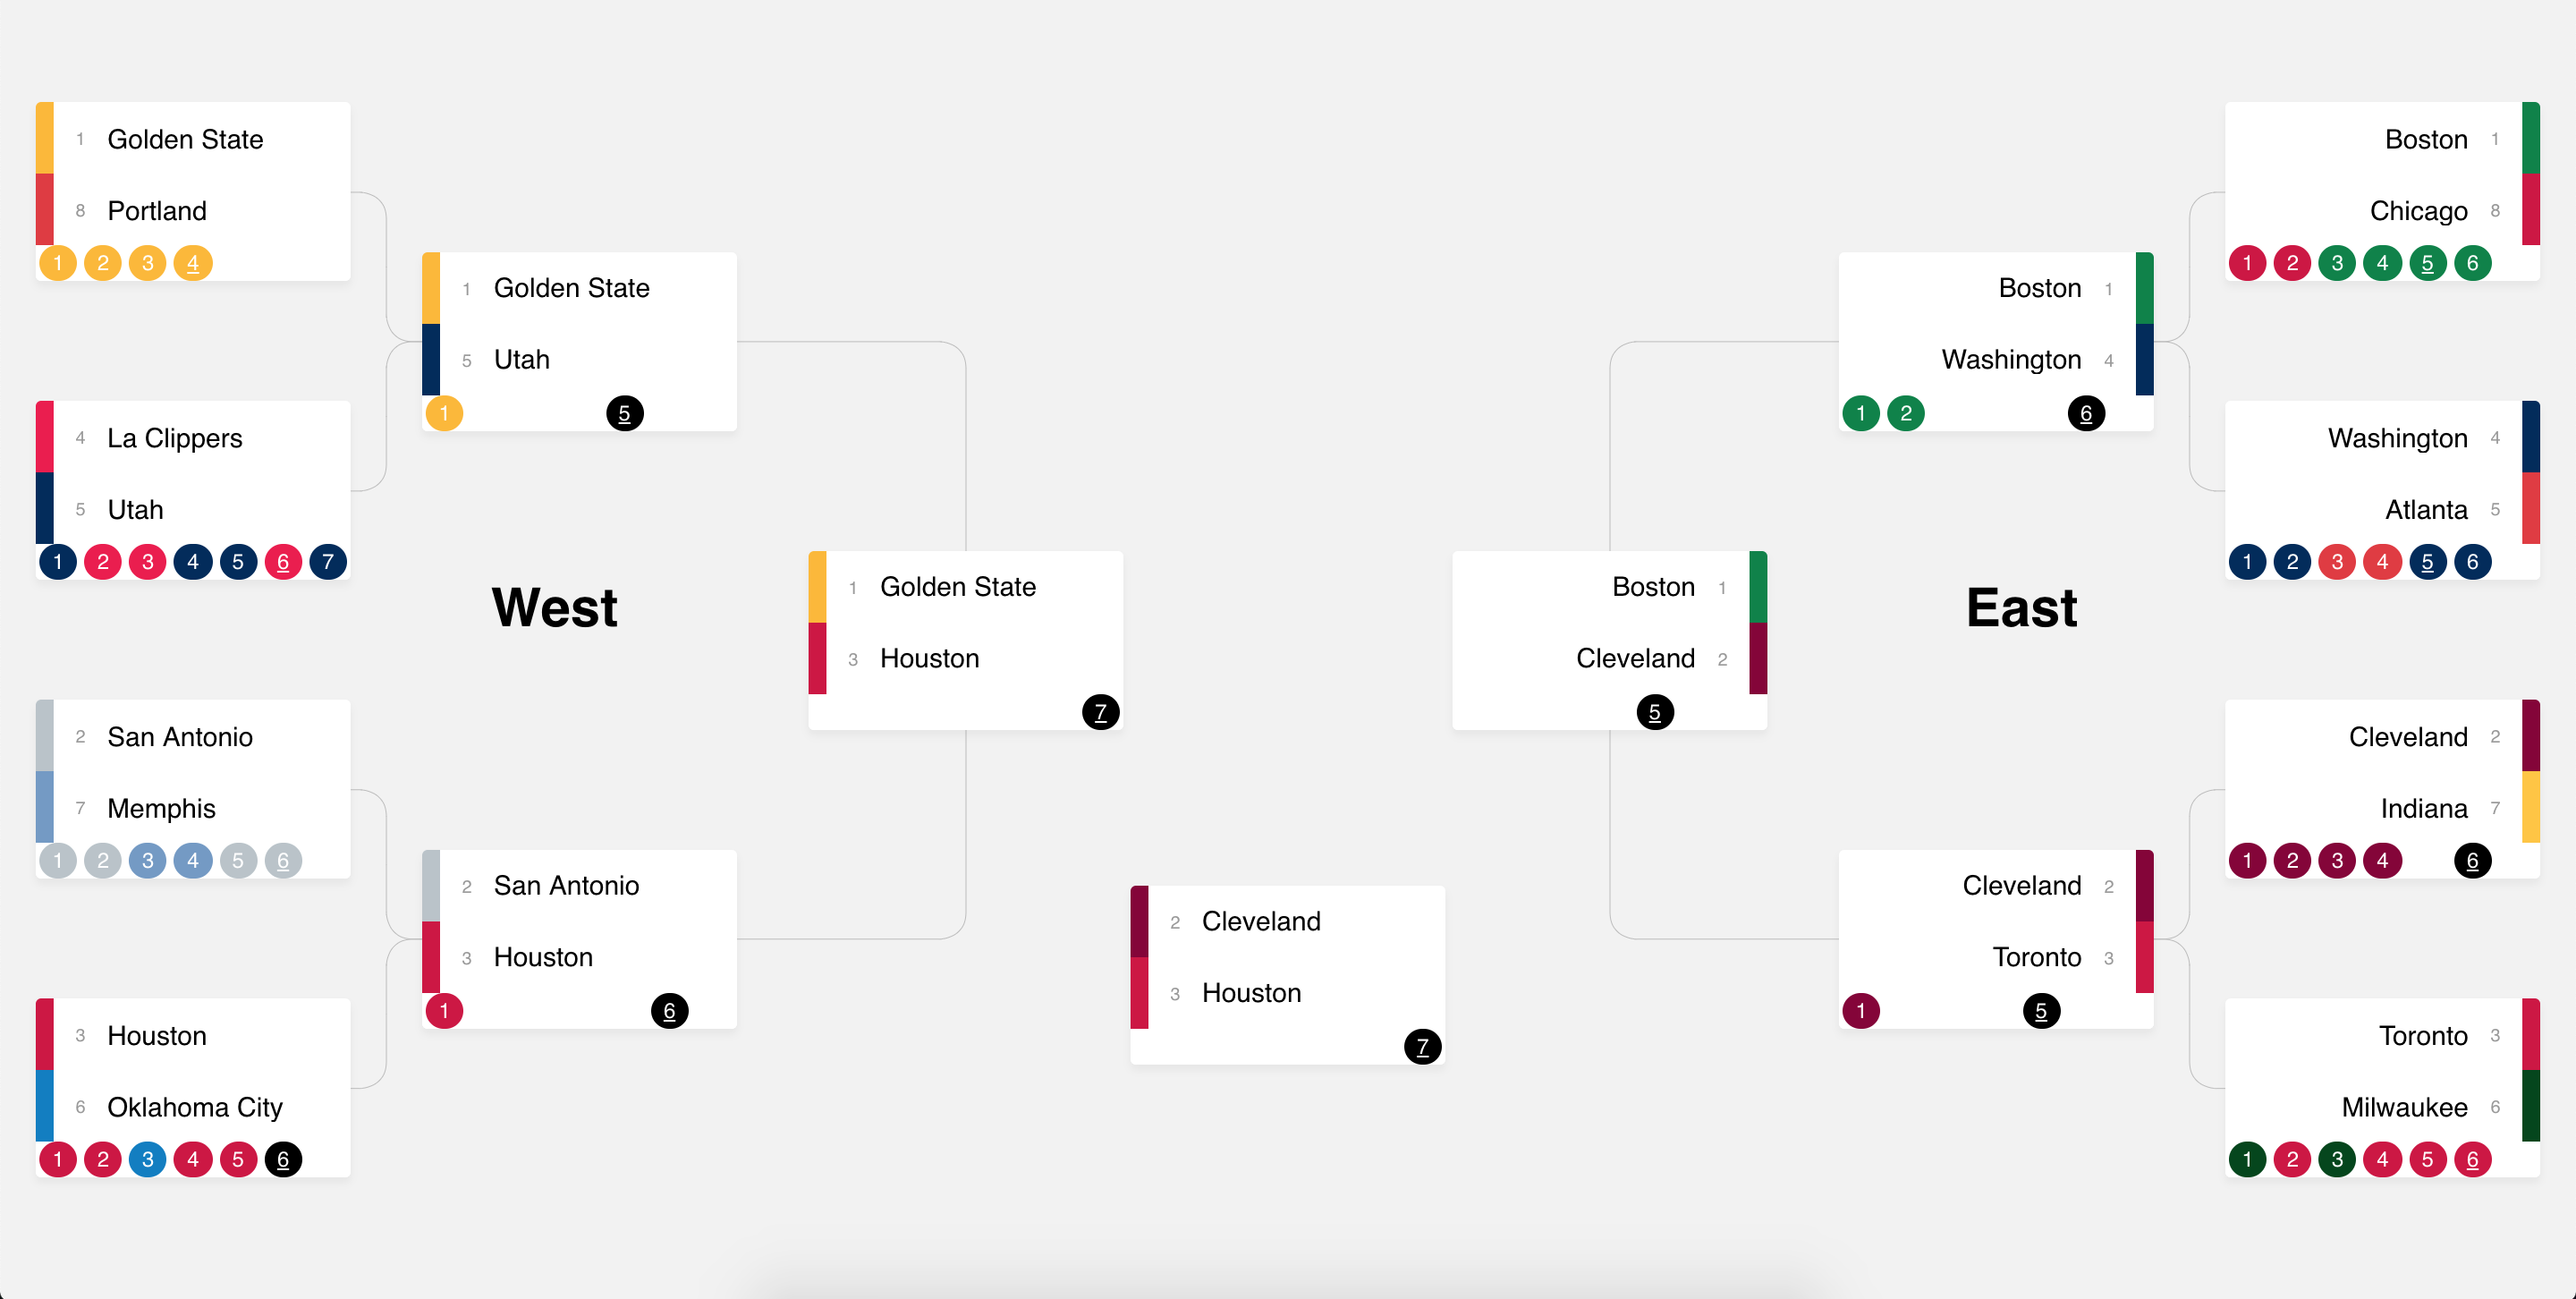 1 Golden State
8 Portland
1 2 3 4
4 La Clippers
5 Utah
1 2 3 4 5 6 7
2 San Antonio
7 Memphis
1 2 3 4 5 6
3 Houston
6 Oklahoma City
1 2 3 4 5 6
1 Golden State
5 Utah
1 5
West
2 San Antonio
3 Houston
1 6
1 Golden State
3 Houston
7
2 Cleveland
3 Houston
7
Boston 1
Cleveland 2
5
Boston 1
Washington 4
1 2 6
East
Cleveland 2
Toronto 3
1 5
Boston 1
Chicago 8
1 2 3 4 5 6
Washington 4
Atlanta 5
1 2 3 4 5 6
Cleveland 2
Indiana 7
1 2 3 4 6
Toronto 3
Milwaukee 6
1 2 3 4 5 6